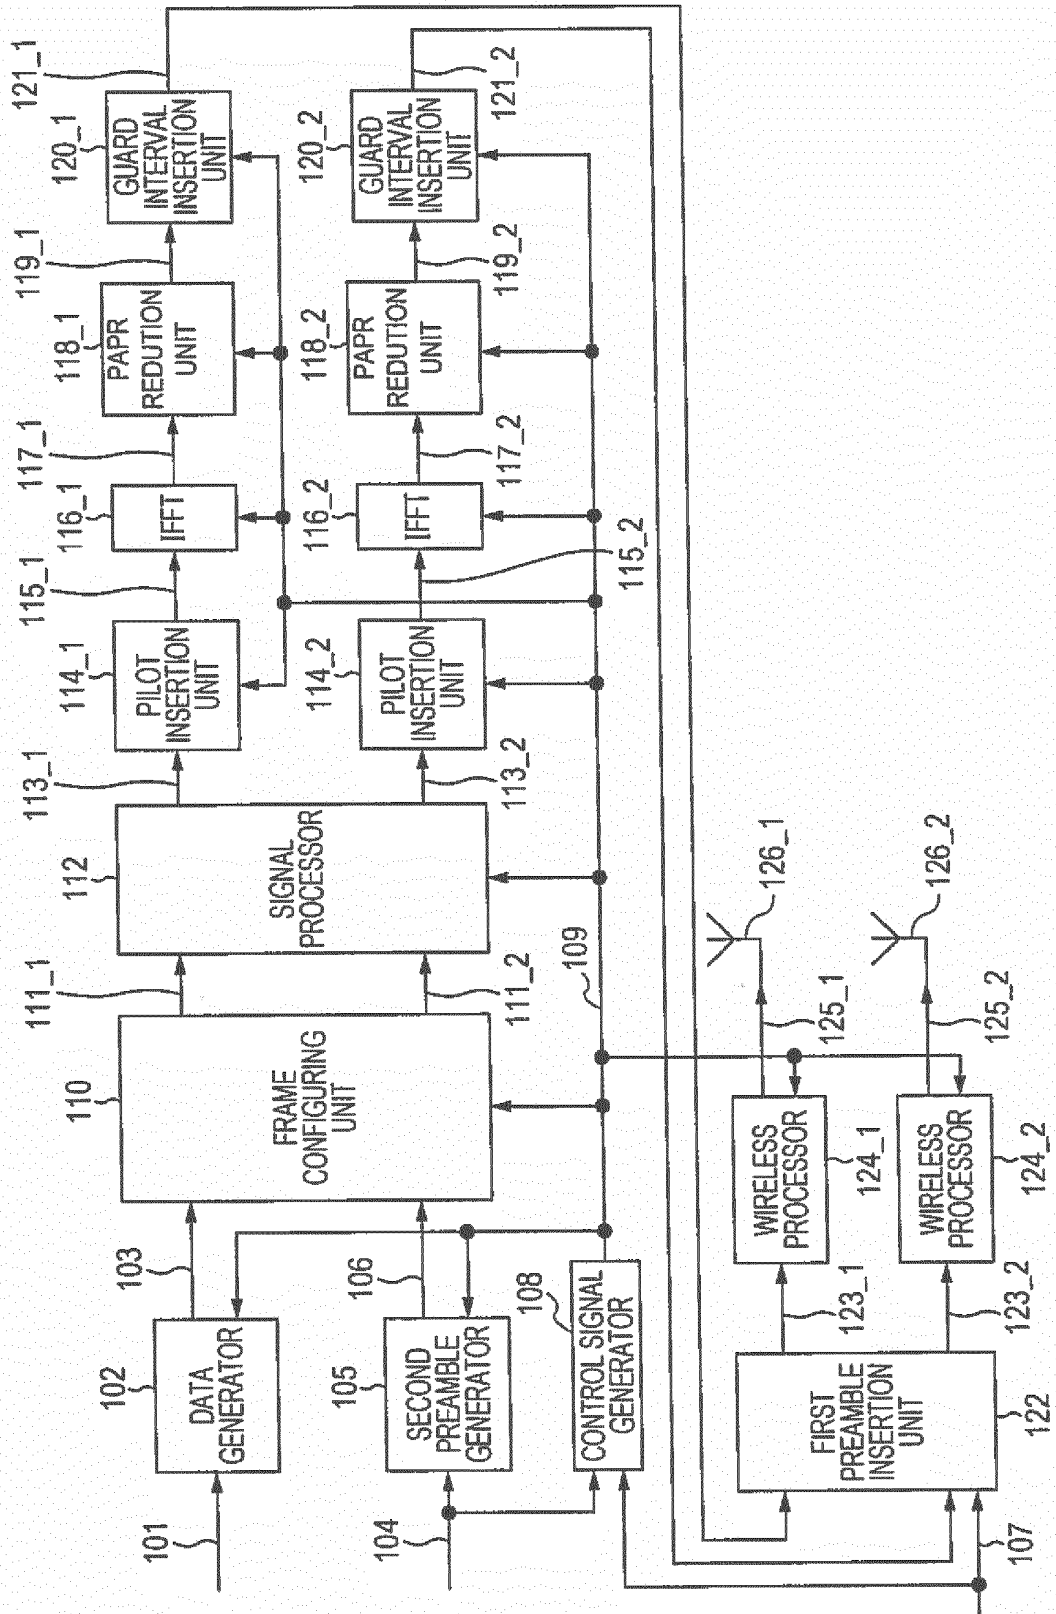 101
102
DATA
GENERATOR
103
104
105
SECOND
PREAMBLE
GENERATOR
106
108
CONTROL SIGNAL
GENERATOR
109
110
FRAME
CONFIGURING
UNIT
111_1
111_2
112
SIGNAL
PROCESSOR
113_1
113_2
114_1
PILOT
INSERTION
UNIT
114_2
PILOT
INSERTION
UNIT
115_1
115_2
116_1
IFFT
116_2
IFFT
117_1
117_2
118_1
PAPR
REDUTION
UNIT
118_2
PAPR
REDUTION
UNIT
119_1
119_2
120_1
GUARD
INTERVAL
INSERTION
UNIT
120_2
GUARD
INTERVAL
INSERTION
UNIT
121_1
121_2
107
FIRST
PREAMBLE
INSERTION
UNIT
122
123_1
123_2
WIRELESS
PROCESSOR
124_1
WIRELESS
PROCESSOR
124_2
125_1
125_2
126_1
126_2